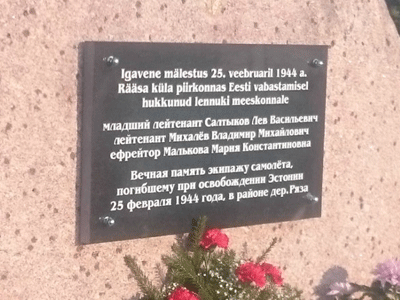 Igavene mälestus 25. veebruaril 1944 a.
Rääsa küla piirkonnas Eesti vabastamisel
hukkunud lennuki meeskonnale
младший лейтенант Салтыков Лев Васильевич
лейтенант Михалёв Владимир Михайлович
ефрейтор Малькова Мария Константиновна
Вечная память экипажу самолёта,
погибшему при освобождении Эстонии
25 февраля 1944 года, в районе дер. Ряза